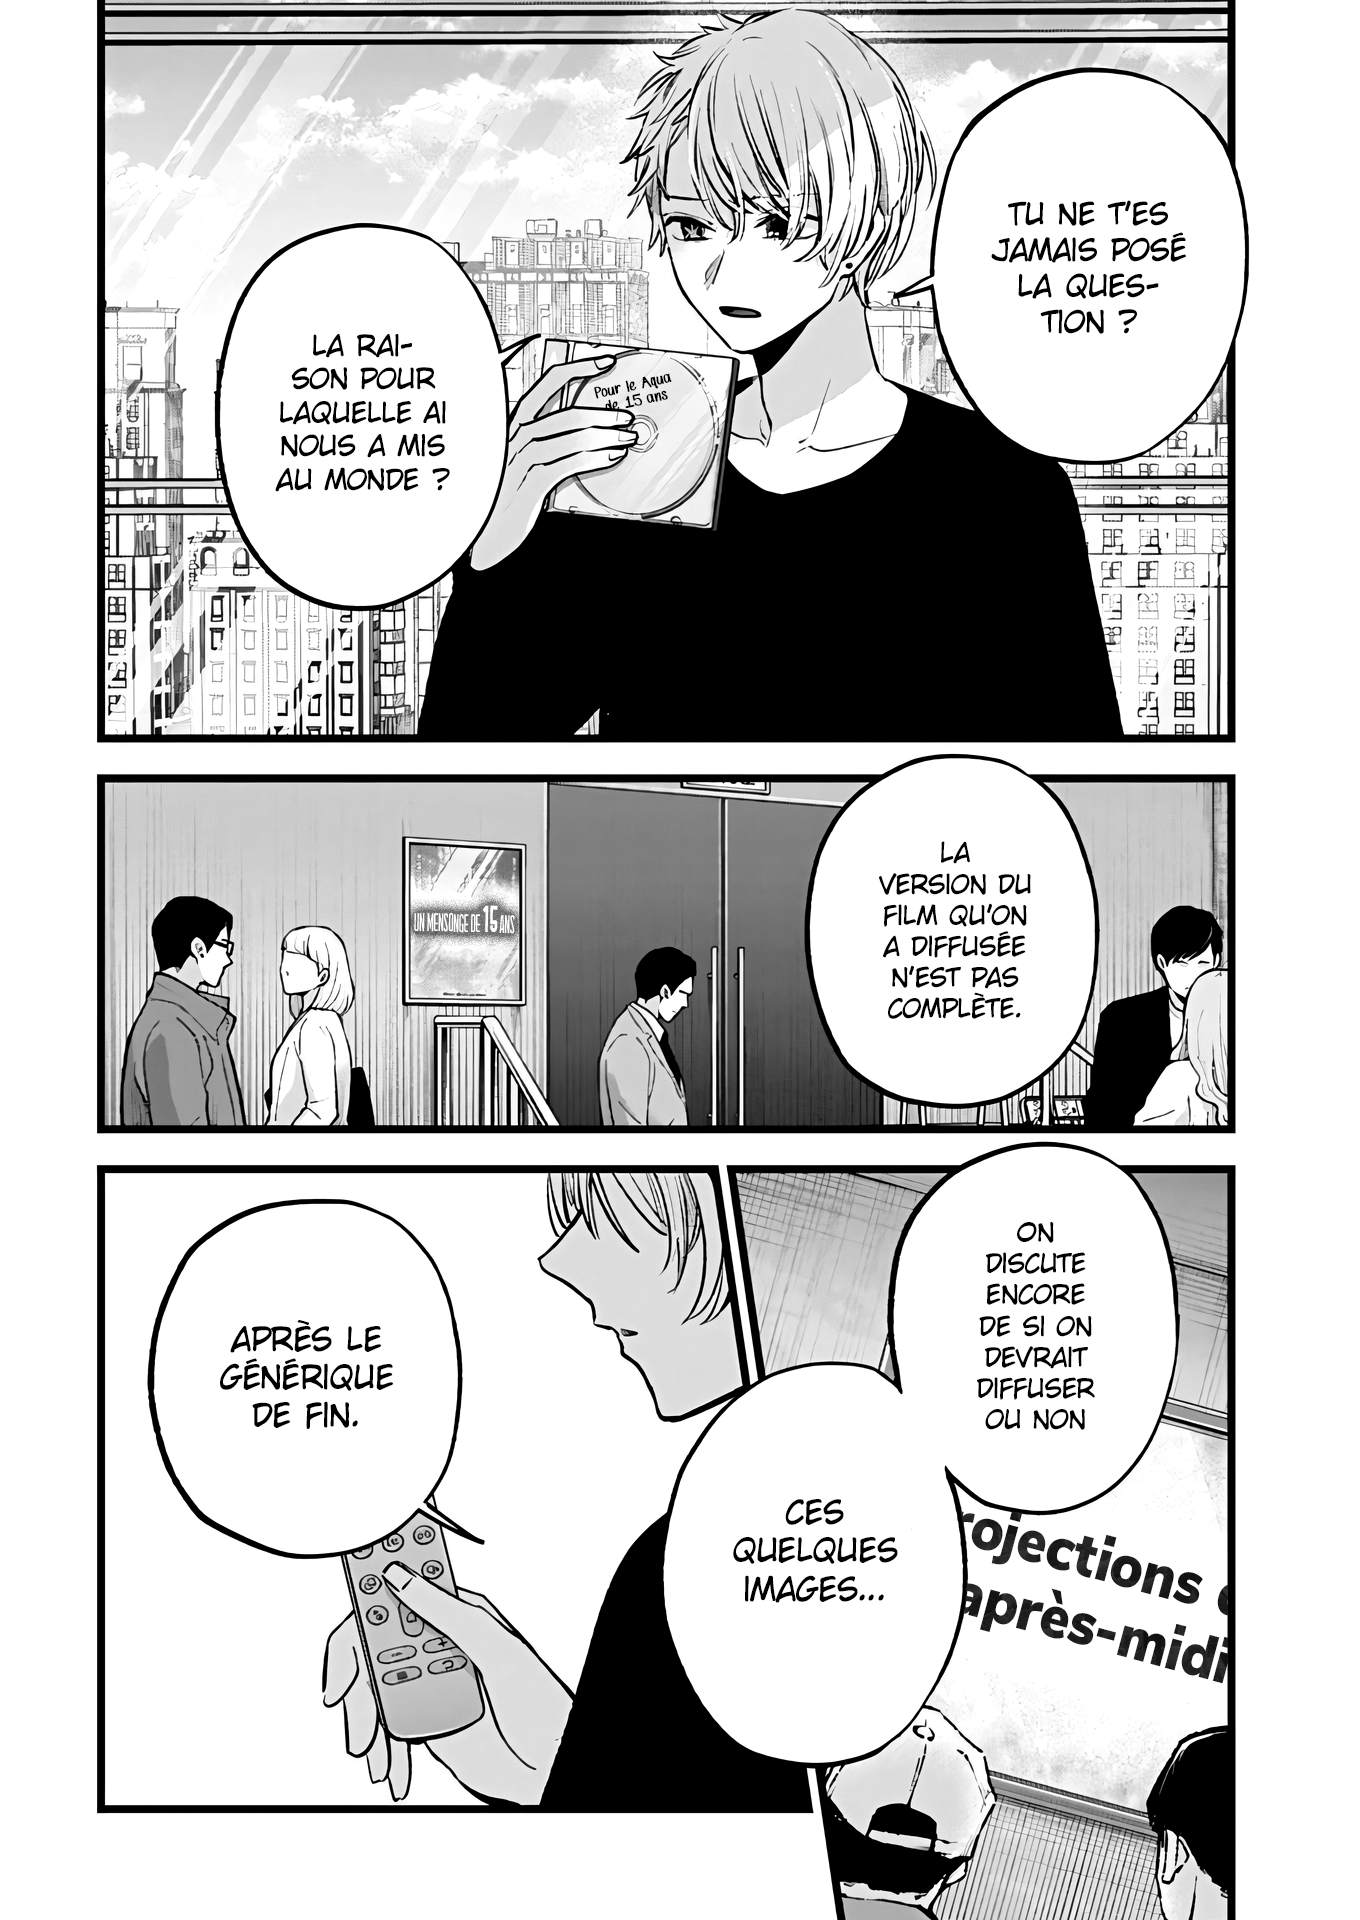 TU NE T'ES
JAMAIS POSÉ
LA QUES-
TION ?
LA RAI-
SON POUR
LAQUELLE AI
NOUS A MIS
AU MONDE ?
Pour le Aqua
de 15 ans
LA
VERSION DU
FILM QU'ON
A DIFFUSÉE
N'EST PAS
COMPLÈTE.
UN MENSONGE DE 15 ANS
ON
DISCUTE
ENCORE
DE SI ON
DEVRAIT
DIFFUSER
OU NON
CES
QUELQUES
IMAGES...
rojections
après-midi
APRÈS LE
GÉNÉRIQUE
DE FIN.